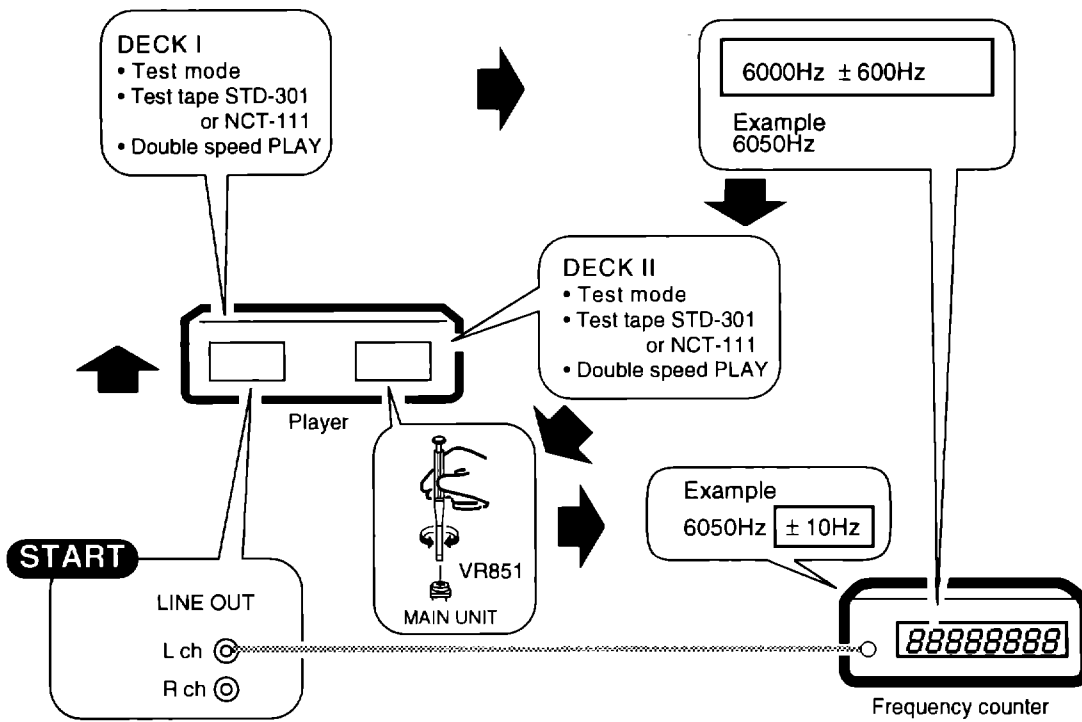 DECK I
• Test mode
• Test tape STD-301
or NCT-111
• Double speed PLAY
6000Hz ± 600Hz
Example
6050Hz
DECK II
• Test mode
• Test tape STD-301
or NCT-111
• Double speed PLAY
Player
VR851
MAIN UNIT
Example
6050Hz ± 10Hz
START
LINE OUT
L ch
R ch
88888888
Frequency counter